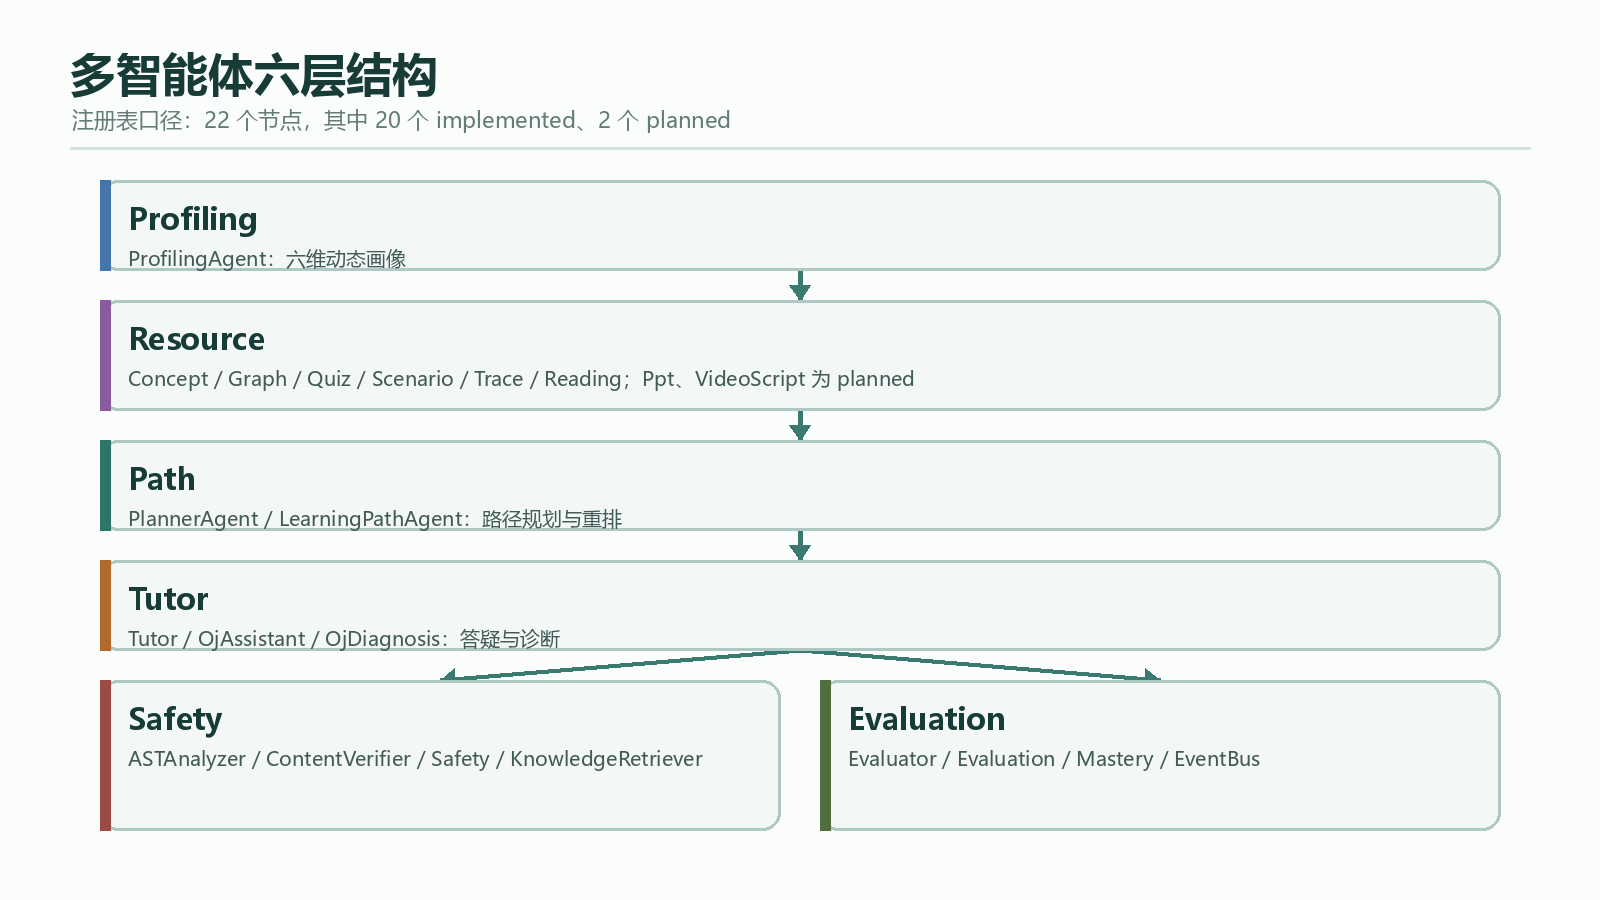 多智能体六层结构
注册表口径：22 个节点，其中 20 个 implemented、2 个 planned
Profiling
ProfilingAgent：六维动态画像
Resource
Concept / Graph / Quiz / Scenario / Trace / Reading；Ppt、VideoScript 为 planned
Path
PlannerAgent / LearningPathAgent：路径规划与重排
Tutor
Tutor / OjAssistant / OjDiagnosis：答疑与诊断
Safety
ASTAnalyzer / ContentVerifier / Safety / KnowledgeRetriever
Evaluation
Evaluator / Evaluation / Mastery / EventBus